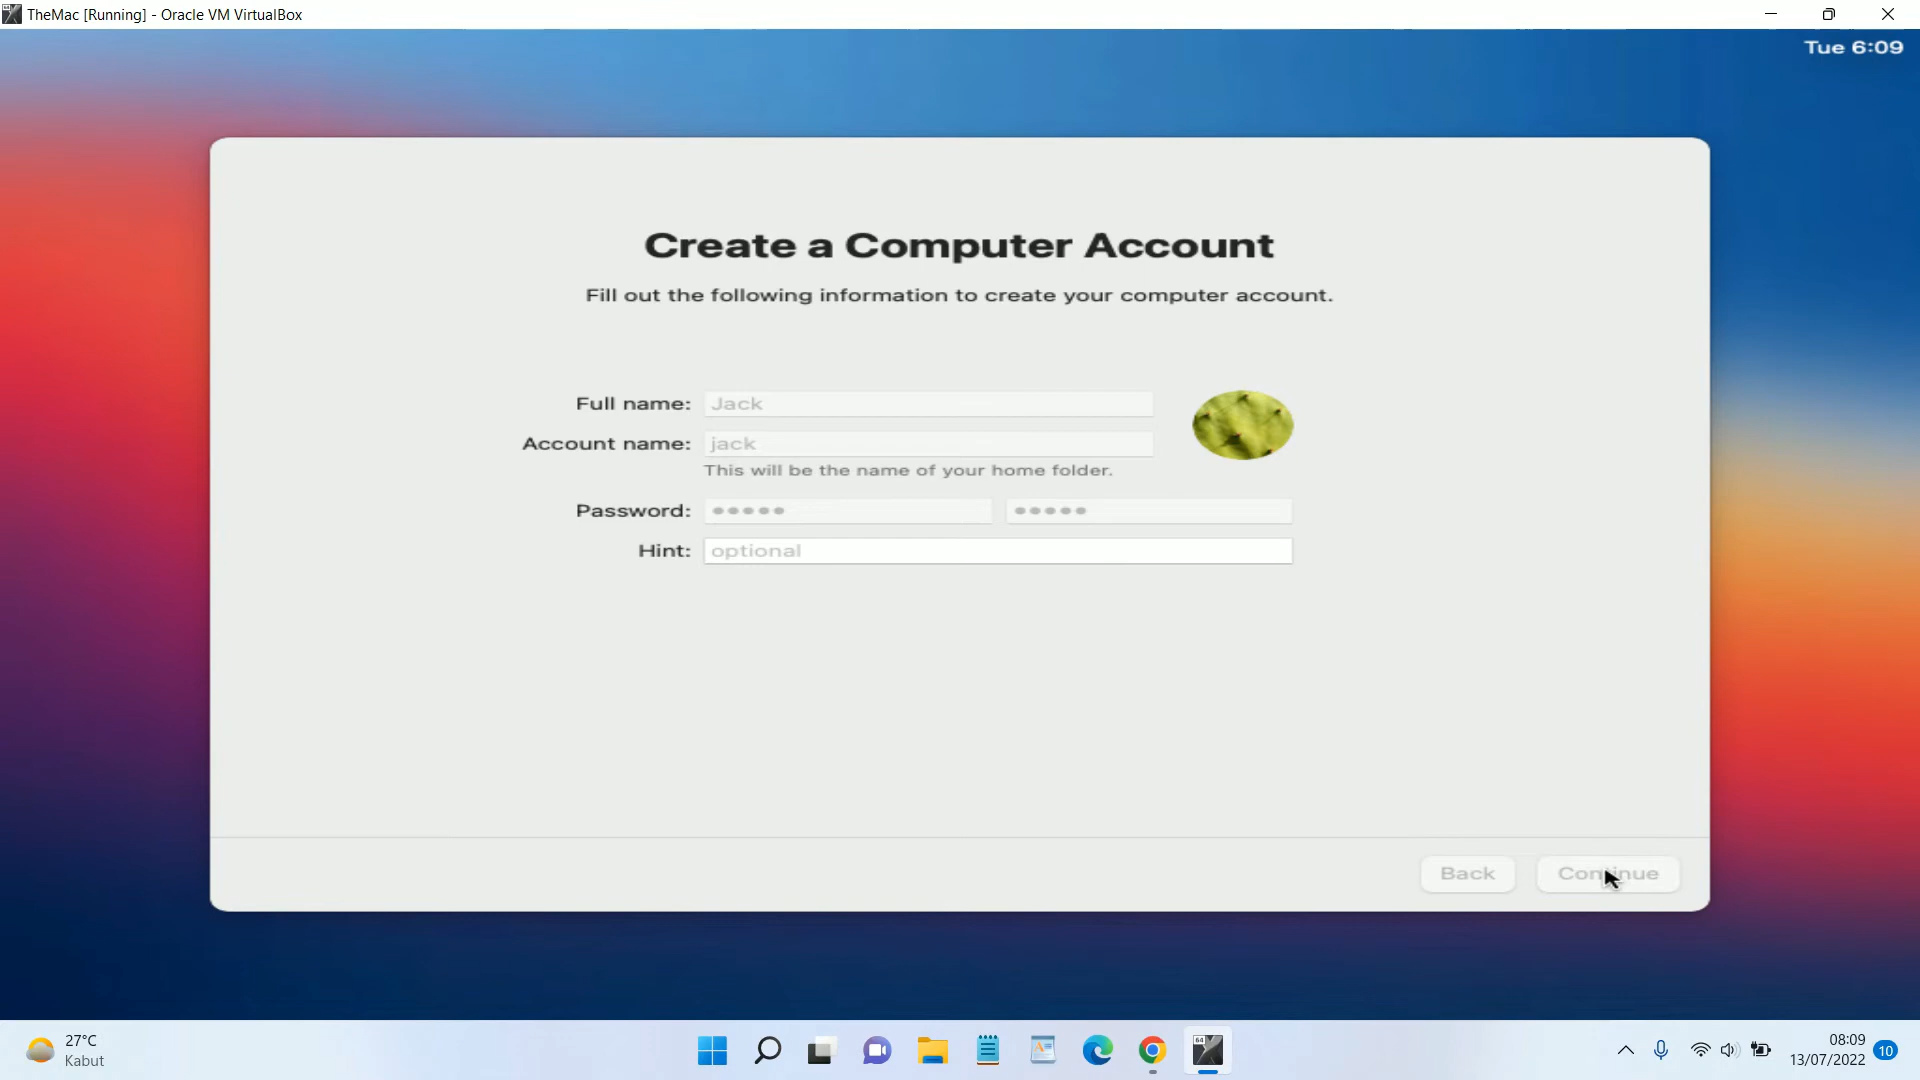 TheMac [Running] - Oracle VM VirtualBox
Tue 6:09
Create a Computer Account
Fill out the following information to create your computer account.
Full name: Jack
Account name: jack
This will be the name of your home folder.
Password: ••••• •••••
Hint: optional
Back Continue
27°C
Kabut
64
08:09
13/07/2022
10